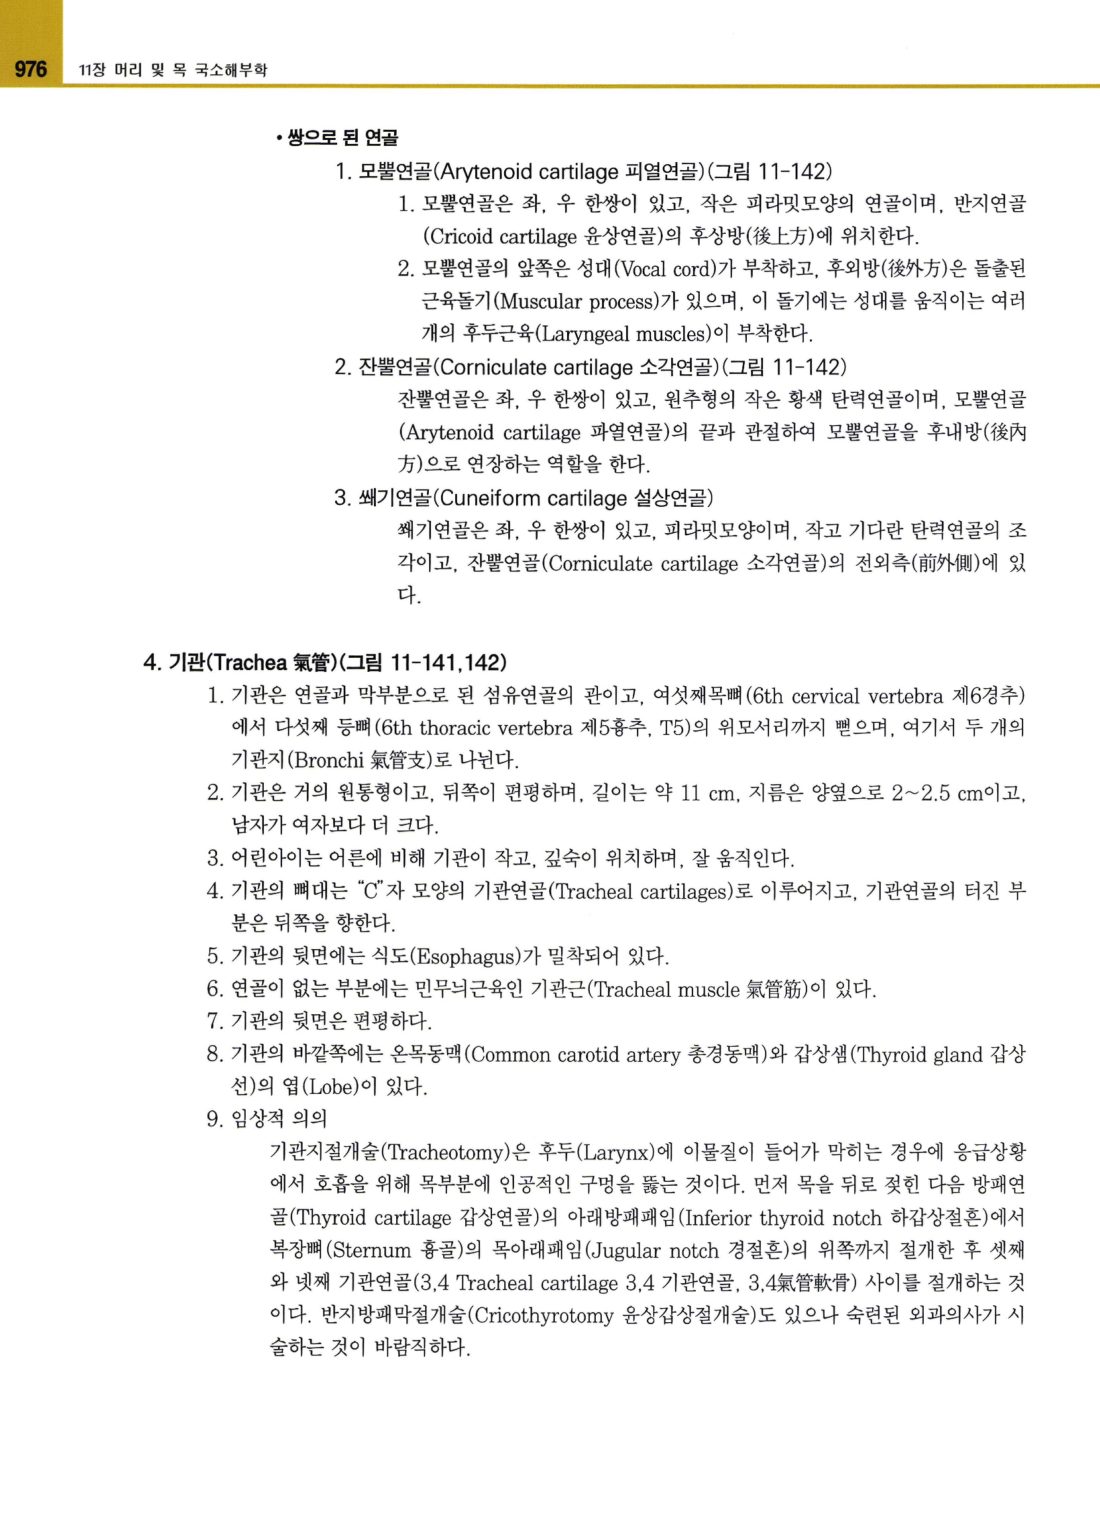 976 11장 머리 및 목 국소해부학
• 쌍으로 된 연골
1. 모뿔연골(Arytenoid cartilage 피열연골)(그림 11-142)
1. 모뿔연골은 좌, 우 한쌍이 있고, 작은 피라밋모양의 연골이며, 반지연골
(Cricoid cartilage 윤상연골)의 후상방(後上方)에 위치한다.
2. 모뿔연골의 앞쪽은 성대(Vocal cord)가 부착하고, 후외방(後外方)은 돌출된
근육돌기(Muscular process)가 있으며, 이 돌기에는 성대를 움직이는 여러
개의 후두근육(Laryngeal muscles)이 부착한다.
2. 잔뿔연골(Corniculate cartilage 소각연골)(그림 11-142)
잔뿔연골은 좌, 우 한쌍이 있고, 원추형의 작은 황색 탄력연골이며, 모뿔연골
(Arytenoid cartilage 파열연골)의 끝과 관절하여 모뿔연골을 후내방(後內
方)으로 연장하는 역할을 한다.
3. 쐐기연골(Cuneiform cartilage 설상연골)
쐐기연골은 좌, 우 한쌍이 있고, 피라밋모양이며, 작고 기다란 탄력연골의 조
각이고, 잔뿔연골(Corniculate cartilage 소각연골)의 전외측(前外側)에 있
다.
4. 기관(Trachea 氣管)(그림 11-141,142)
1. 기관은 연골과 막부분으로 된 섬유연골의 관이고, 여섯째목뼈(6th cervical vertebra 제6경추)
에서 다섯째 등뼈(6th thoracic vertebra 제5흉추, T5)의 위모서리까지 뻗으며, 여기서 두 개의
기관지(Bronchi 氣管支)로 나뉜다.
2. 기관은 거의 원통형이고, 뒤쪽이 편평하며, 길이는 약 11 cm, 지름은 양옆으로 2~2.5 cm이고,
남자가 여자보다 더 크다.
3. 어린아이는 어른에 비해 기관이 작고, 깊숙이 위치하며, 잘 움직인다.
4. 기관의 뼈대는 “C”자 모양의 기관연골(Tracheal cartilages)로 이루어지고, 기관연골의 터진 부
분은 뒤쪽을 향한다.
5. 기관의 뒷면에는 식도(Esophagus)가 밀착되어 있다.
6. 연골이 없는 부분에는 민무늬근육인 기관근(Tracheal muscle 氣管筋)이 있다.
7. 기관의 뒷면은 편평하다.
8. 기관의 바깥쪽에는 온목동맥(Common carotid artery 총경동맥)와 갑상샘(Thyroid gland 갑상
선)의 엽(Lobe)이 있다.
9. 임상적 의의
기관지절개술(Tracheotomy)은 후두(Larynx)에 이물질이 들어가 막히는 경우에 응급상황
에서 호흡을 위해 목부분에 인공적인 구멍을 뚫는 것이다. 먼저 목을 뒤로 젖힌 다음 방패연
골(Thyroid cartilage 갑상연골)의 아래방패패임(Inferior thyroid notch 하갑상절흔)에서
복장뼈(Sternum 흉골)의 목아래패임(Jugular notch 경절흔)의 위쪽까지 절개한 후 셋째
와 넷째 기관연골(3,4 Tracheal cartilage 3,4 기관연골, 3,4氣管軟骨) 사이를 절개하는 것
이다. 반지방패막절개술(Cricothyrotomy 윤상갑상절개술)도 있으나 숙련된 외과의사가 시
술하는 것이 바람직하다.